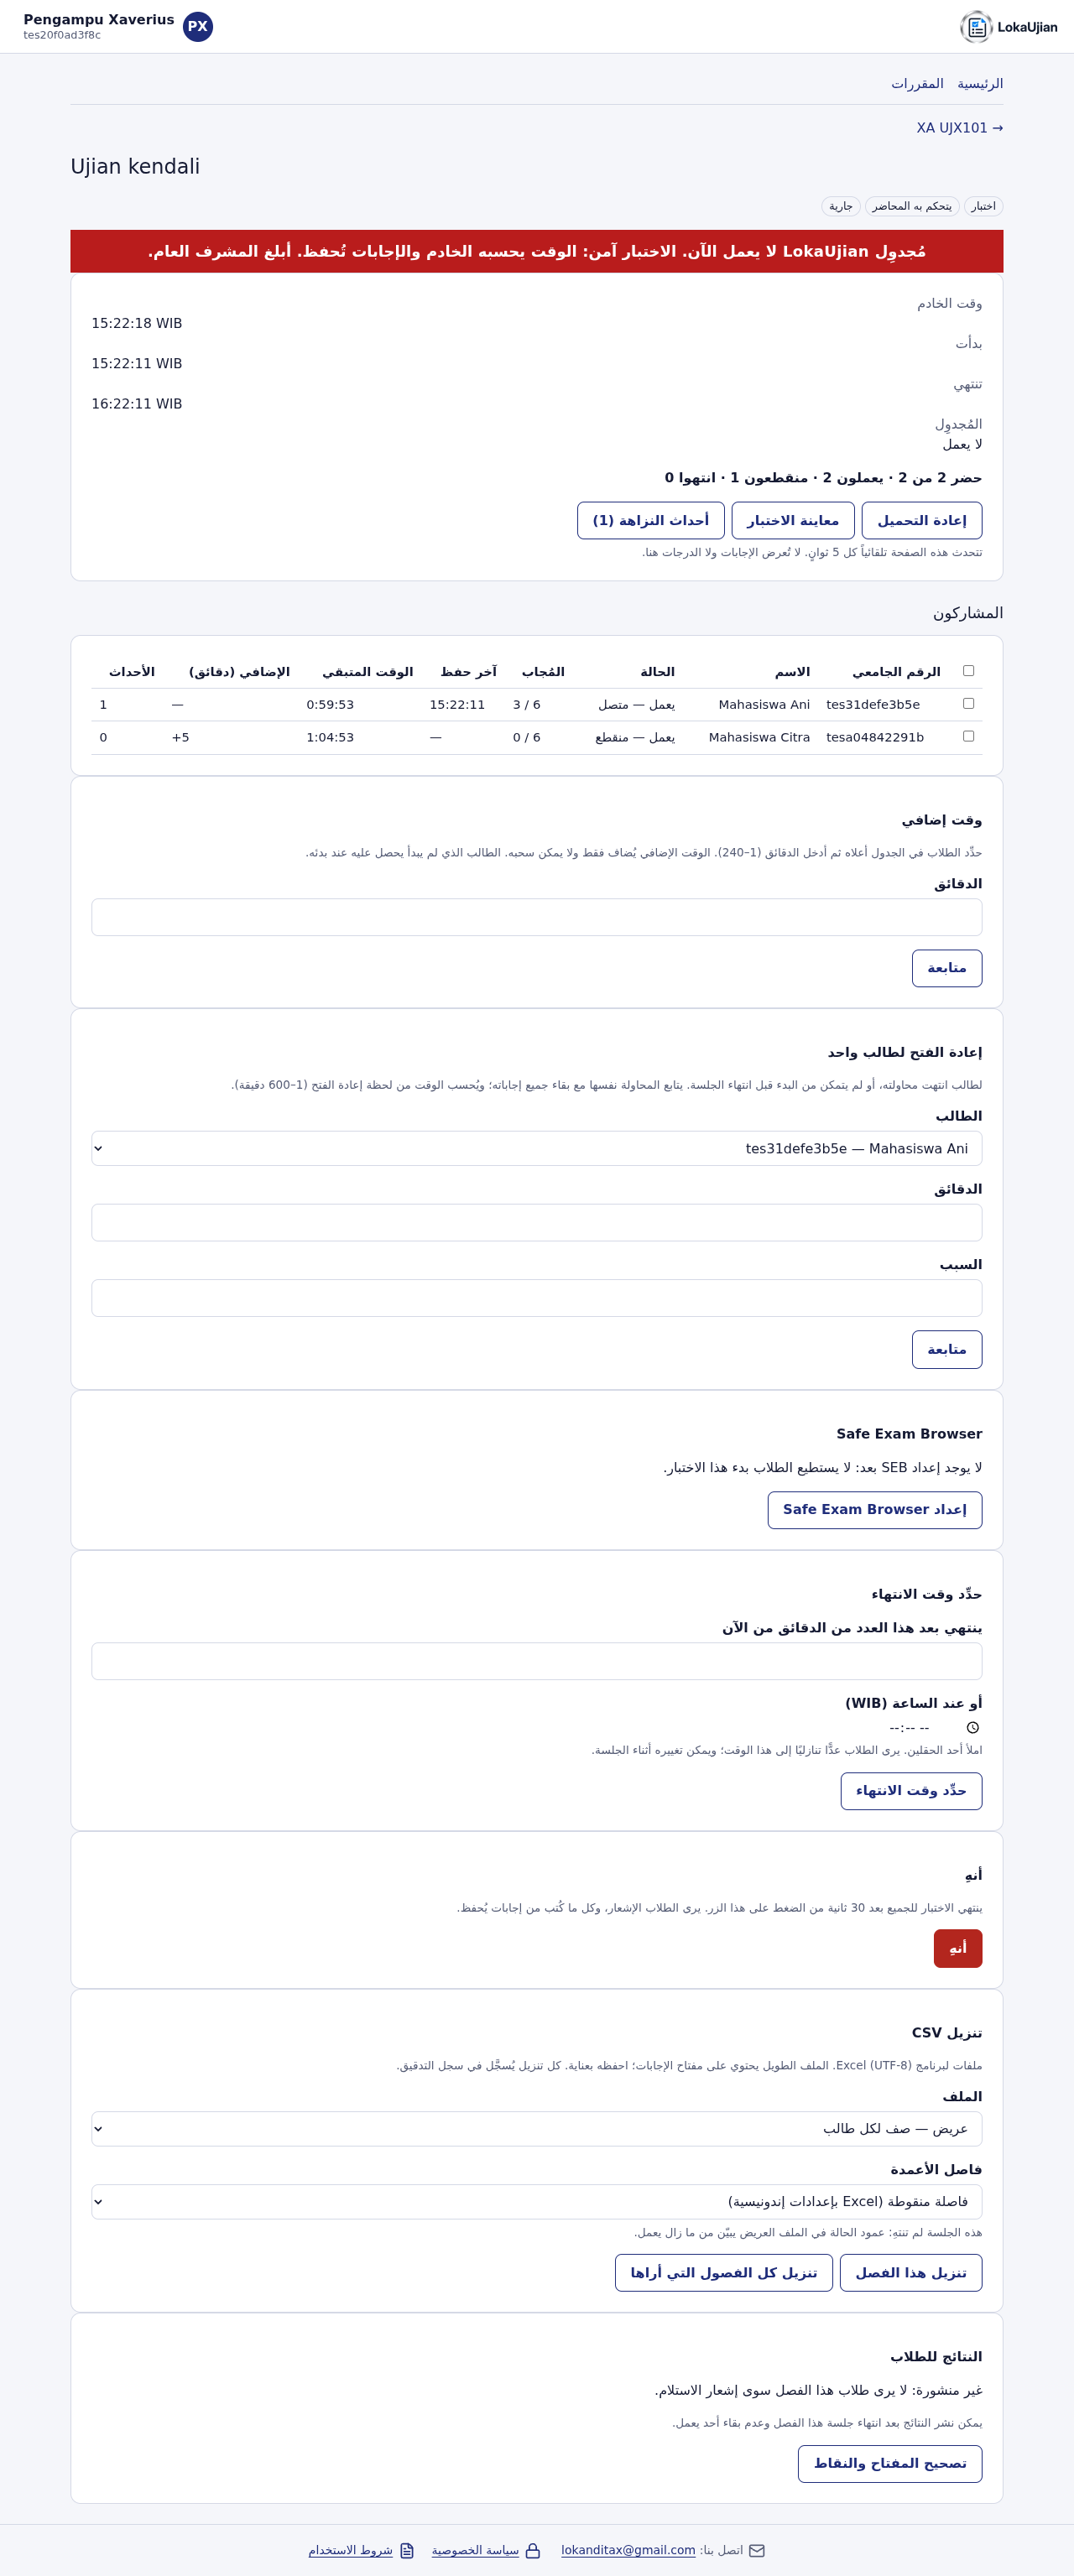 LokaUjian
Pengampu Xaverius
tes20f0ad3f8c
PX
الرئيسية المقررات
→ XA UJX101
Ujian kendali
اختبار يتحكم به المحاضر جارية
مُجدوِل LokaUjian لا يعمل الآن. الاختبار آمن: الوقت يحسبه الخادم والإجابات تُحفظ. أبلغ المشرف العام.
وقت الخادم
15:22:18 WIB
بدأت
15:22:11 WIB
تنتهي
16:22:11 WIB
المُجدوِل
لا يعمل
حضر 2 من 2 · يعملون 2 · منقطعون 1 · انتهوا 0
إعادة التحميل معاينة الاختبار أحداث النزاهة (1)
تتحدث هذه الصفحة تلقائياً كل 5 ثوانٍ. لا تُعرض الإجابات ولا الدرجات هنا.
المشاركون
الرقم الجامعي الاسم الحالة المُجاب آخر حفظ الوقت المتبقي الإضافي (دقائق) الأحداث
tes31defe3b5e Mahasiswa Ani يعمل — متصل 3 / 6 15:22:11 0:59:53 — 1
tesa04842291b Mahasiswa Citra يعمل — منقطع 0 / 6 — 1:04:53 +5 0
وقت إضافي
حدِّد الطلاب في الجدول أعلاه ثم أدخل الدقائق (1–240). الوقت الإضافي يُضاف فقط ولا يمكن سحبه. الطالب الذي لم يبدأ يحصل عليه عند بدئه.
الدقائق
متابعة
إعادة الفتح لطالب واحد
لطالب انتهت محاولته، أو لم يتمكن من البدء قبل انتهاء الجلسة. يتابع المحاولة نفسها مع بقاء جميع إجاباته؛ ويُحسب الوقت من لحظة إعادة الفتح (1–600 دقيقة).
الطالب
tes31defe3b5e — Mahasiswa Ani
الدقائق
السبب
متابعة
Safe Exam Browser
لا يوجد إعداد SEB بعد: لا يستطيع الطلاب بدء هذا الاختبار.
إعداد Safe Exam Browser
حدِّد وقت الانتهاء
ينتهي بعد هذا العدد من الدقائق من الآن
أو عند الساعة (WIB)
--:-- --
املأ أحد الحقلين. يرى الطلاب عدًّا تنازليًا إلى هذا الوقت؛ ويمكن تغييره أثناء الجلسة.
حدِّد وقت الانتهاء
أنهِ
ينتهي الاختبار للجميع بعد 30 ثانية من الضغط على هذا الزر. يرى الطلاب الإشعار، وكل ما كُتب من إجابات يُحفظ.
أنهِ
تنزيل CSV
ملفات لبرنامج Excel (UTF-8). الملف الطويل يحتوي على مفتاح الإجابات؛ احفظه بعناية. كل تنزيل يُسجَّل في سجل التدقيق.
الملف
عريض — صف لكل طالب
فاصل الأعمدة
فاصلة منقوطة (Excel بإعدادات إندونيسية)
هذه الجلسة لم تنتهِ: عمود الحالة في الملف العريض يبيّن من ما زال يعمل.
تنزيل هذا الفصل تنزيل كل الفصول التي أراها
النتائج للطلاب
غير منشورة: لا يرى طلاب هذا الفصل سوى إشعار الاستلام.
يمكن نشر النتائج بعد انتهاء جلسة هذا الفصل وعدم بقاء أحد يعمل.
تصحيح المفتاح والنقاط
اتصل بنا: lokanditax@gmail.com سياسة الخصوصية شروط الاستخدام